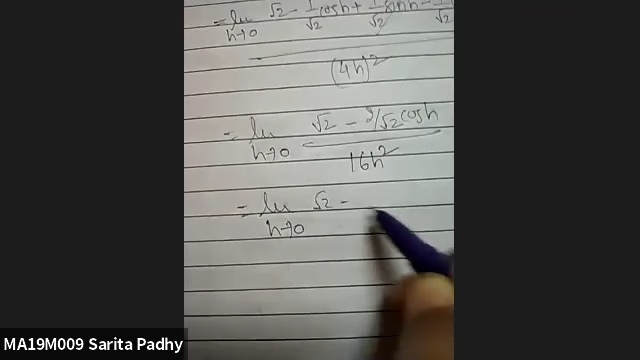 = lim h→0 √2 - 1/√2 cosh + 1/√2 sinh -
(4h)²
= lim h→0 √2 - 2/√2 cosh
16h²
= lim h→0 √2 -
MA19M009 Sarita Padhy